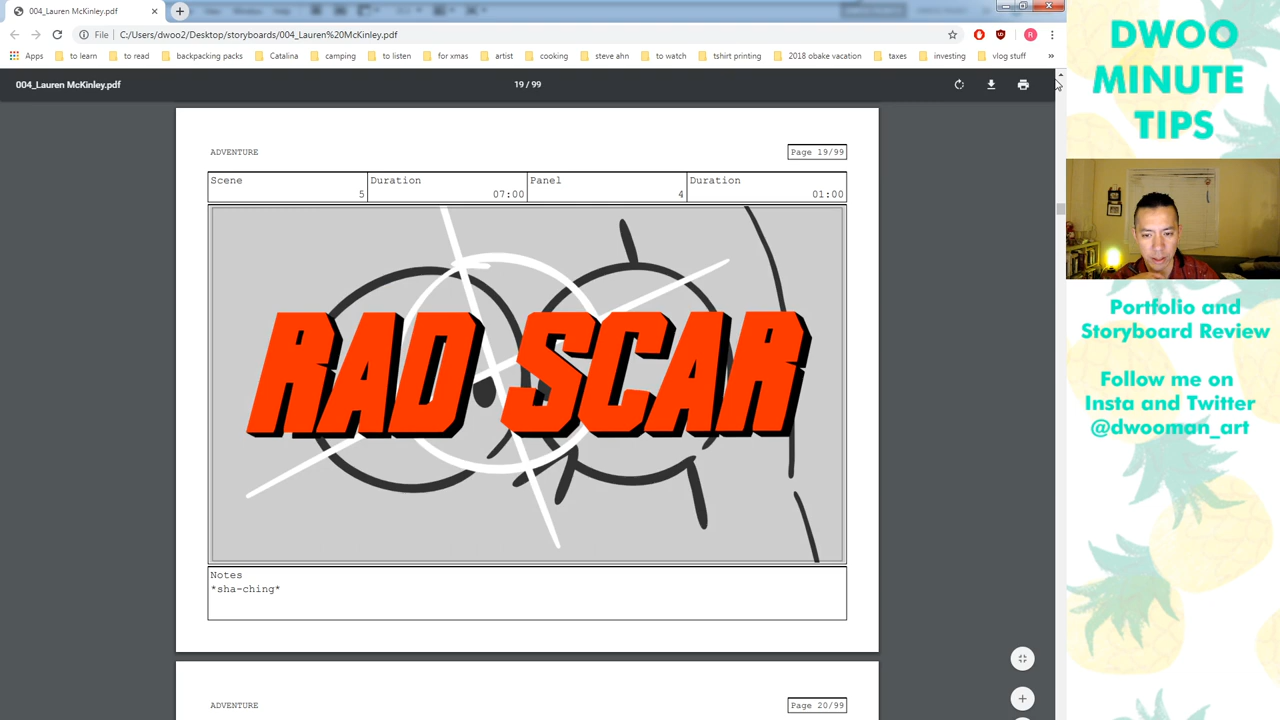 004_Lauren McKinley.pdf
File C:/Users/dwoo2/Desktop/storyboards/004_Lauren%20McKinley.pdf
R
Apps to learn to read backpacking packs Catalina camping to listen for xmas artist cooking steve ahn to watch tshirt printing 2018 obake vacation taxes investing vlog stuff »
004_Lauren McKinley.pdf 19 / 99
ADVENTURE Page 19/99
Scene Duration Panel Duration
5 07:00 4 01:00
RAD SCAR
Notes
*sha-ching*
ADVENTURE Page 20/99
DWOO
MINUTE
TIPS
Portfolio and
Storyboard Review
Follow me on
Insta and Twitter
@dwooman_art